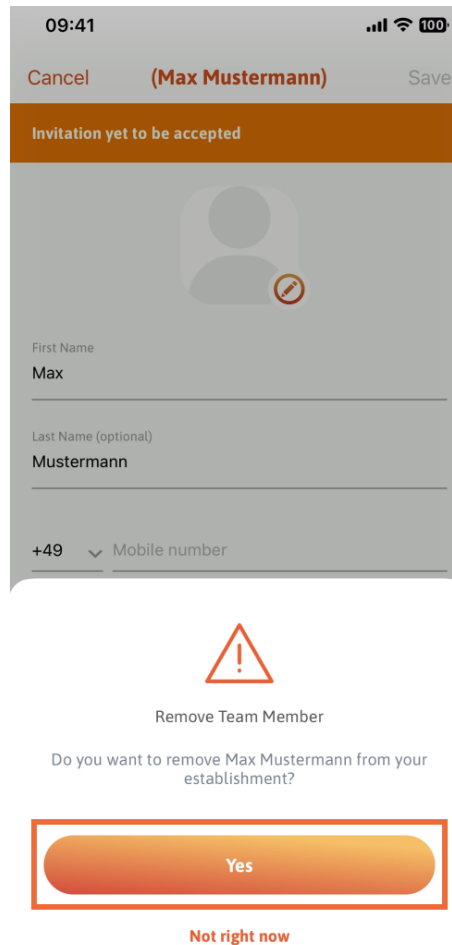 09:41
100
Cancel (Max Mustermann) Save
Invitation yet to be accepted
First Name
Max
Last Name (optional)
Mustermann
+49 Mobile number
Remove Team Member
Do you want to remove Max Mustermann from your
establishment?
Yes
Not right now